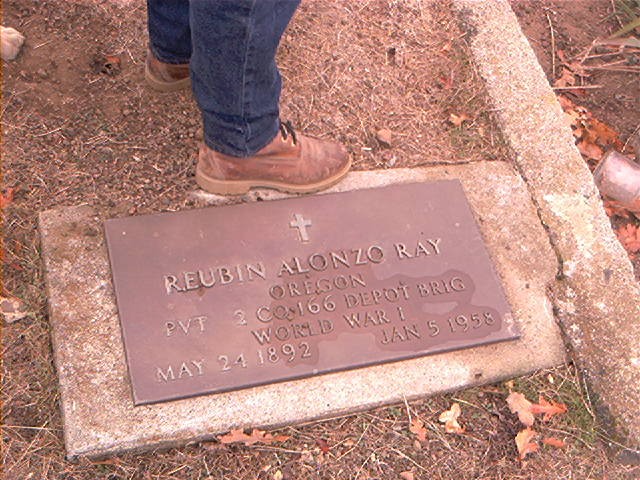 REUBIN ALONZO RAY
OREGON
PVT 2 CO 166 DEPOT BRIG
WORLD WAR I
MAY 24 1892 JAN 5 1958